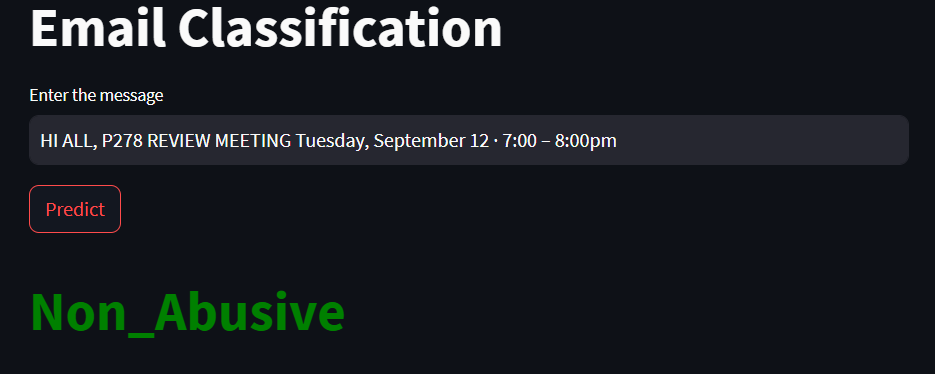 Email Classification
Enter the message
HI ALL, P278 REVIEW MEETING Tuesday, September 12 · 7:00 – 8:00pm
Predict
Non_Abusive